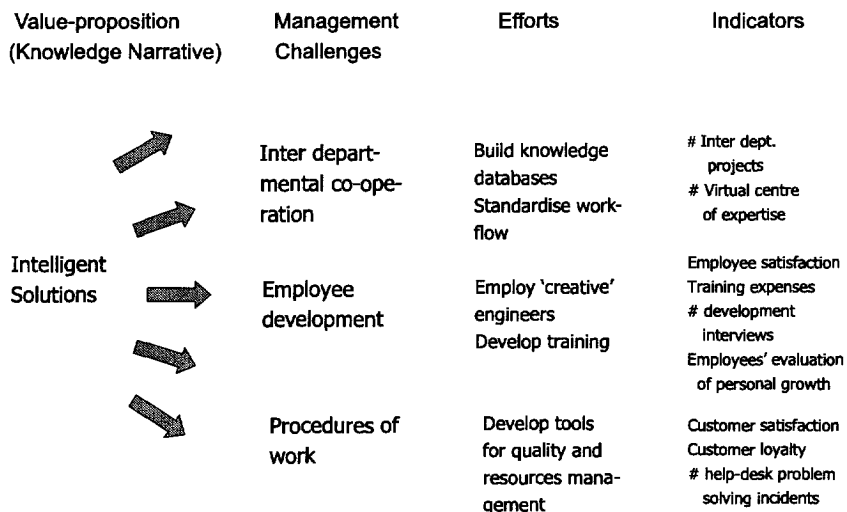 Value-proposition
(Knowledge Narrative)
Management
Challenges
Efforts
Indicators
Intelligent
Solutions
Inter depart-
mental co-ope-
ration
Build knowledge
databases
Standardise work-
flow
# Inter dept.
projects
# Virtual centre
of expertise
Employee
development
Employ ‘creative’
engineers
Develop training
Employee satisfaction
Training expenses
# development
interviews
Employees’ evaluation
of personal growth
Procedures of
work
Develop tools
for quality and
resources mana-
gement
Customer satisfaction
Customer loyalty
# help-desk problem
solving incidents